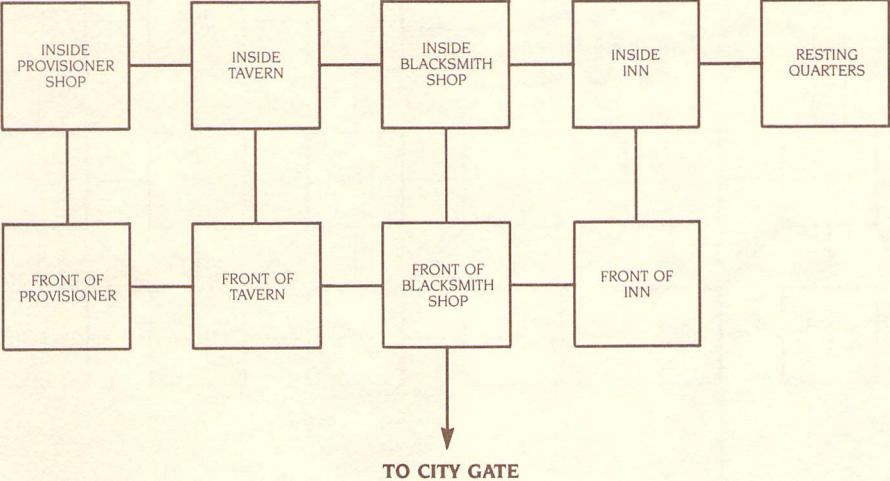 INSIDE
PROVISIONER
SHOP
INSIDE
TAVERN
INSIDE
BLACKSMITH
SHOP
INSIDE
INN
RESTING
QUARTERS
FRONT OF
PROVISIONER
FRONT OF
TAVERN
FRONT OF
BLACKSMITH
SHOP
FRONT OF
INN
TO CITY GATE